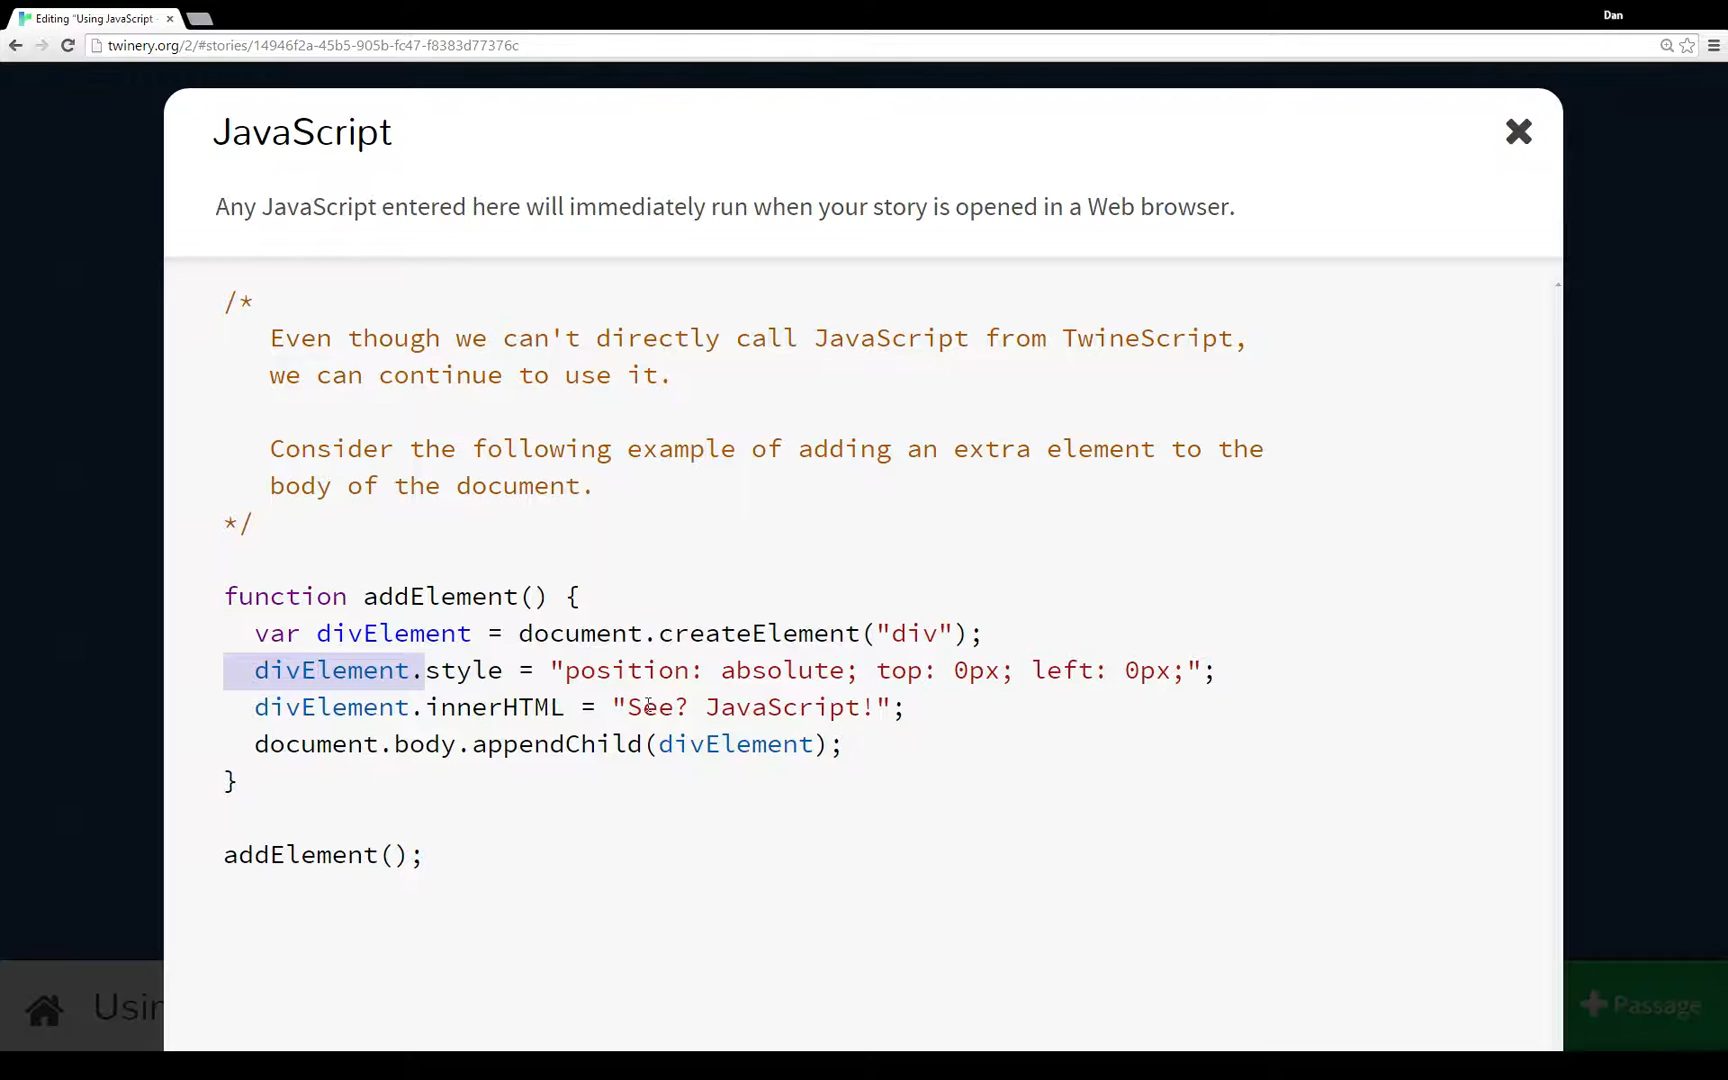 Editing "Using JavaScript
Dan
twinery.org/2/#stories/14946f2a-45b5-905b-fc47-f8383d77376c
JavaScript
Any JavaScript entered here will immediately run when your story is opened in a Web browser.
/*
Even though we can't directly call JavaScript from TwineScript,
we can continue to use it.
Consider the following example of adding an extra element to the
body of the document.
*/
function addElement() {
var divElement = document.createElement("div");
divElement.style = "position: absolute; top: 0px; left: 0px;";
divElement.innerHTML = "See? JavaScript!";
document.body.appendChild(divElement);
}
addElement();
Usin
Passage